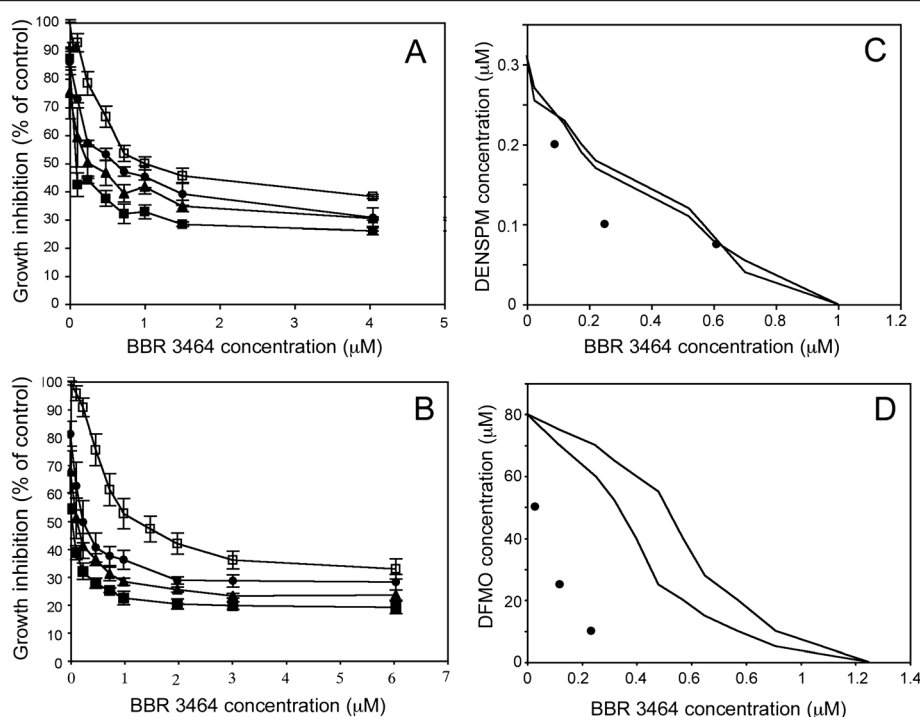 A
Growth inhibition (% of control)
100
90
80
70
60
50
40
30
20
10
0
0 1 2 3 4 5
BBR 3464 concentration (µM)
C
DENSPM concentration (µM)
0.3
0.2
0.1
0
0 0.2 0.4 0.6 0.8 1 1.2
BBR 3464 concentration (µM)
B
Growth inhibition (% of control)
100
90
80
70
60
50
40
30
20
10
0
0 1 2 3 4 5 6 7
BBR 3464 concentration (µM)
D
DFMO concentration (µM)
80
60
40
20
0
0 0.2 0.4 0.6 0.8 1 1.2 1.4
BBR 3464 concentration (µM)